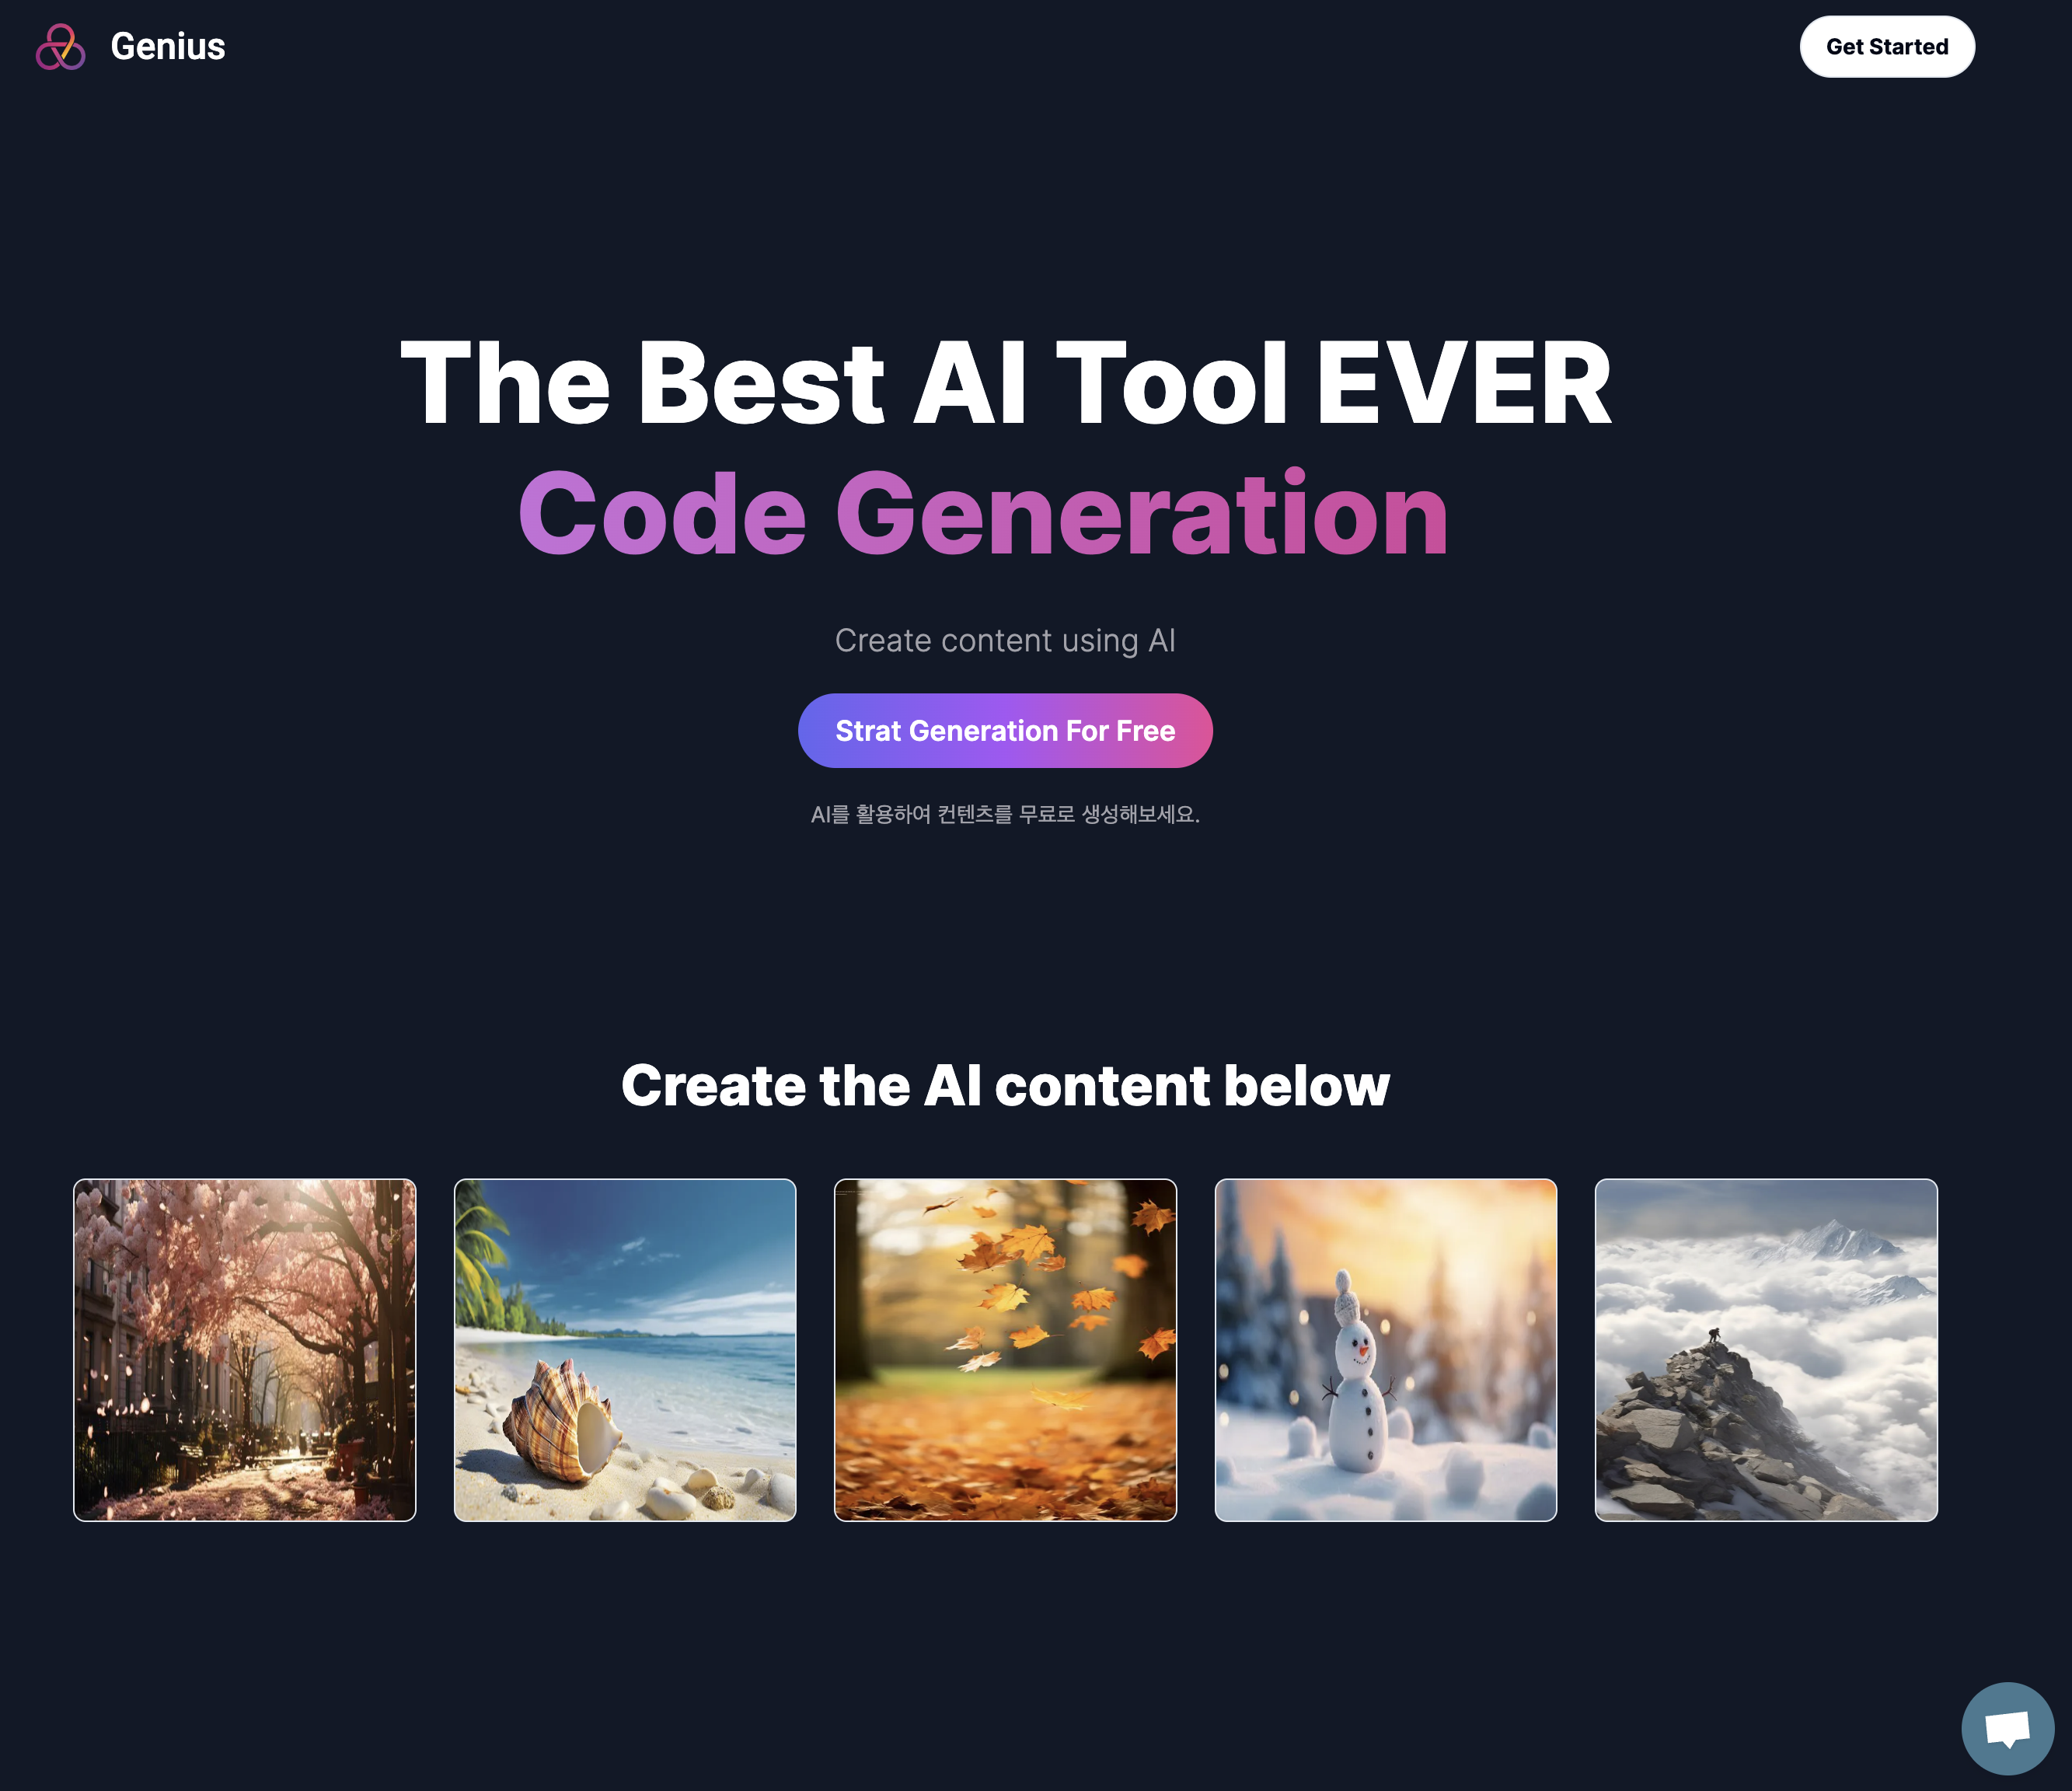 Genius
Get Started
The Best AI Tool EVER
Code Generation
Create content using AI
Strat Generation For Free
AI를 활용하여 컨텐츠를 무료로 생성해보세요.
Create the AI content below